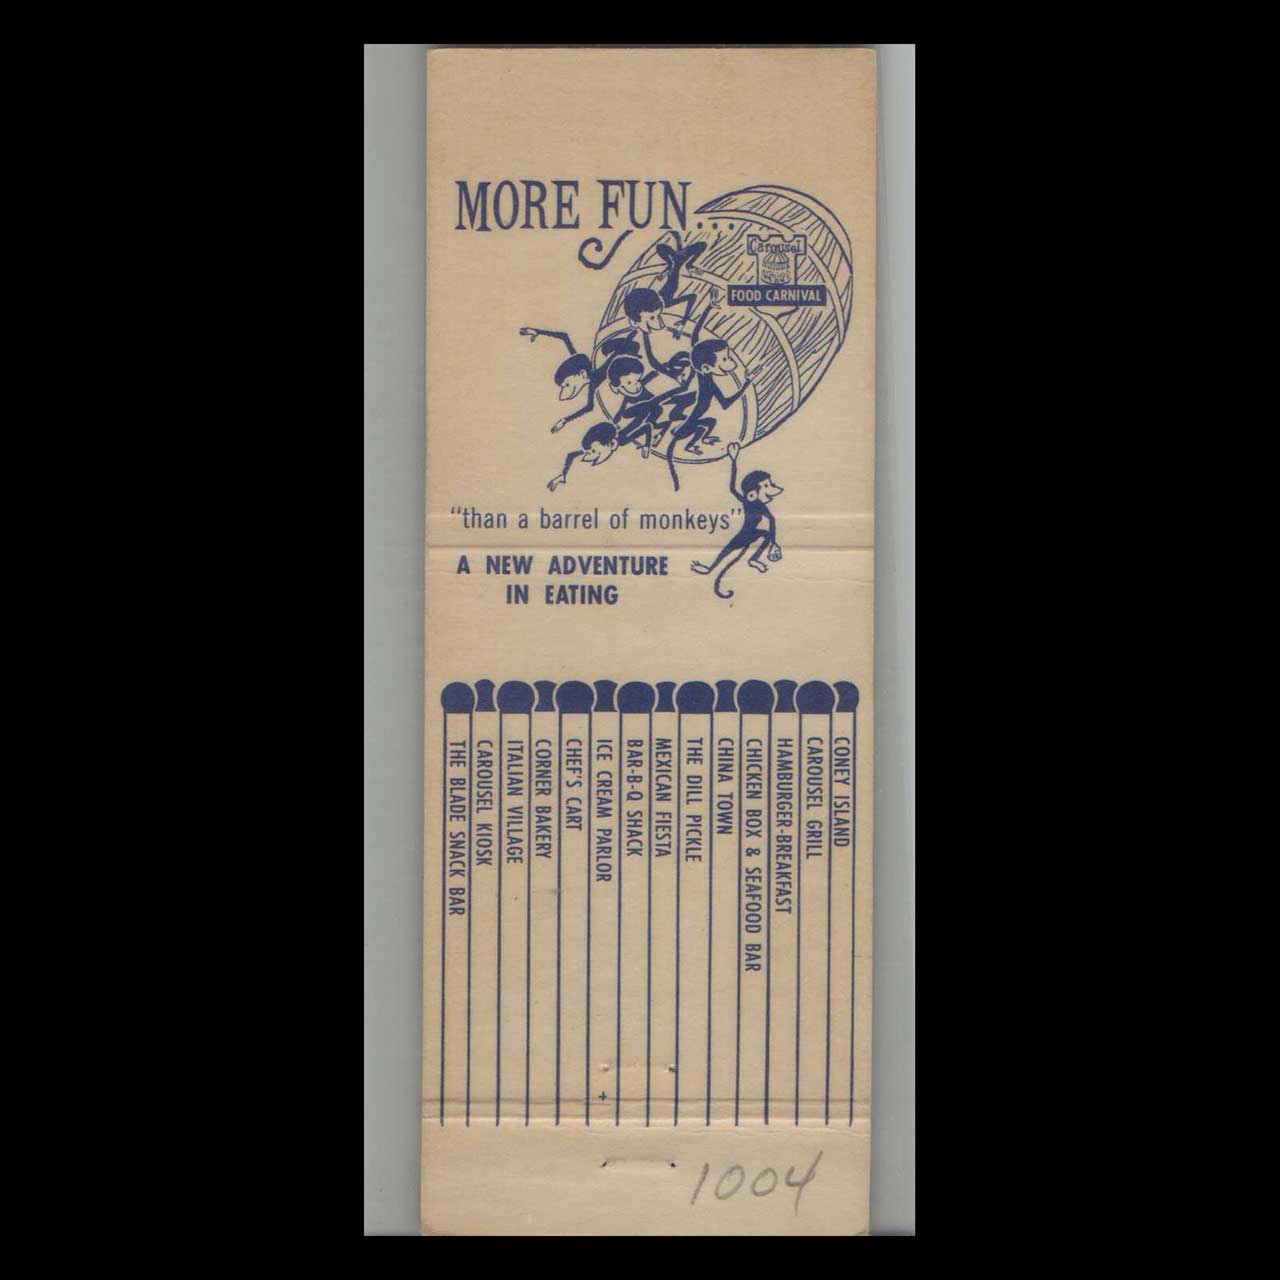 MORE FUN...
Carousel
FOOD CARNIVAL
"than a barrel of monkeys"
A NEW ADVENTURE
IN EATING
CONEY ISLAND
CAROUSEL GRILL
HAMBURGER-BREAKFAST
CHICKEN BOX & SEAFOOD BAR
CHINA TOWN
THE DILL PICKLE
MEXICAN FIESTA
BAR-B-Q SHACK
ICE CREAM PARLOR
CHEF'S CART
CORNER BAKERY
ITALIAN VILLAGE
CAROUSEL KIOSK
THE BLADE SNACK BAR
1004